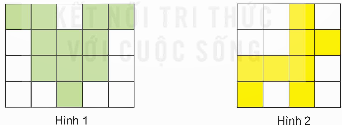 KẾT NỐI TRI THỨC
VỚI CUỘC SỐNG
Hình 1
Hình 2